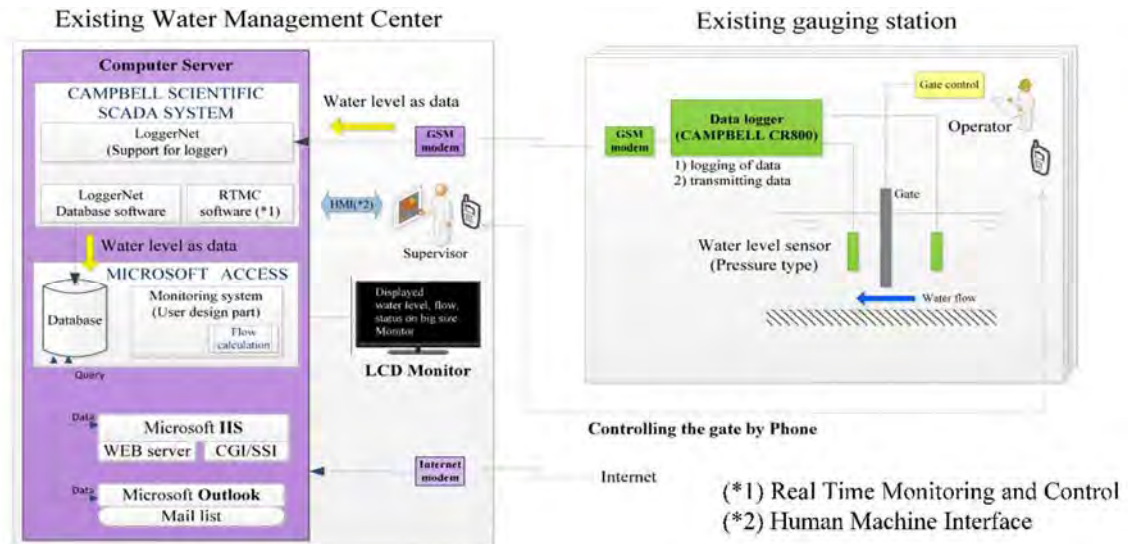 Existing Water Management Center
Computer Server
CAMPBELL SCIENTIFIC
SCADA SYSTEM
LoggerNet
(Support for logger)
LoggerNet
Database software
RTMC
software (*1)
Water level as data
MICROSOFT ACCESS
Database
Monitoring system
(User design part)
Flow
calculation
Query
Data
Microsoft IIS
WEB server
CGI/SSI
Data
Microsoft Outlook
Mail list
Water level as data
GSM
modem
HMI(*2)
Supervisor
Displayed
water level, flow,
status on big size
Monitor
LCD Monitor
Internet
modem
Existing gauging station
GSM
modem
Data logger
(CAMPBELL CR800)
1) logging of data
2) transmitting data
Gate control
Operator
Gate
Water level sensor
(Pressure type)
Water flow
Controlling the gate by Phone
Internet
(*1) Real Time Monitoring and Control
(*2) Human Machine Interface